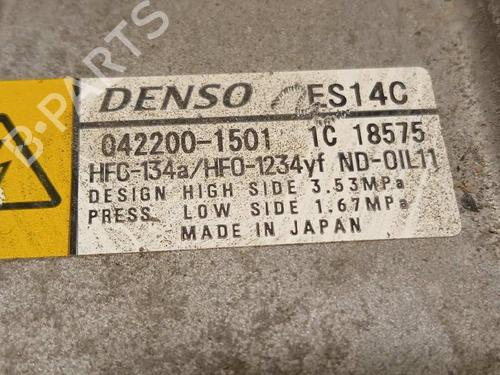 DENSO ES14C
042200-1501 1C 18575
HFC-134a/HFO-1234yf ND-OIL11
DESIGN HIGH SIDE 3.53MPa
PRESS. LOW SIDE 1.67MPa
MADE IN JAPAN
B-PARTS